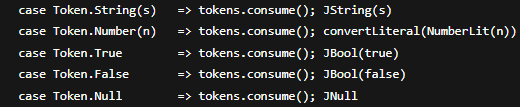 case Token.String(s)   => tokens.consume(); JString(s)
case Token.Number(n)   => tokens.consume(); convertLiteral(NumberLit(n))
case Token.True        => tokens.consume(); JBool(true)
case Token.False       => tokens.consume(); JBool(false)
case Token.Null        => tokens.consume(); JNull